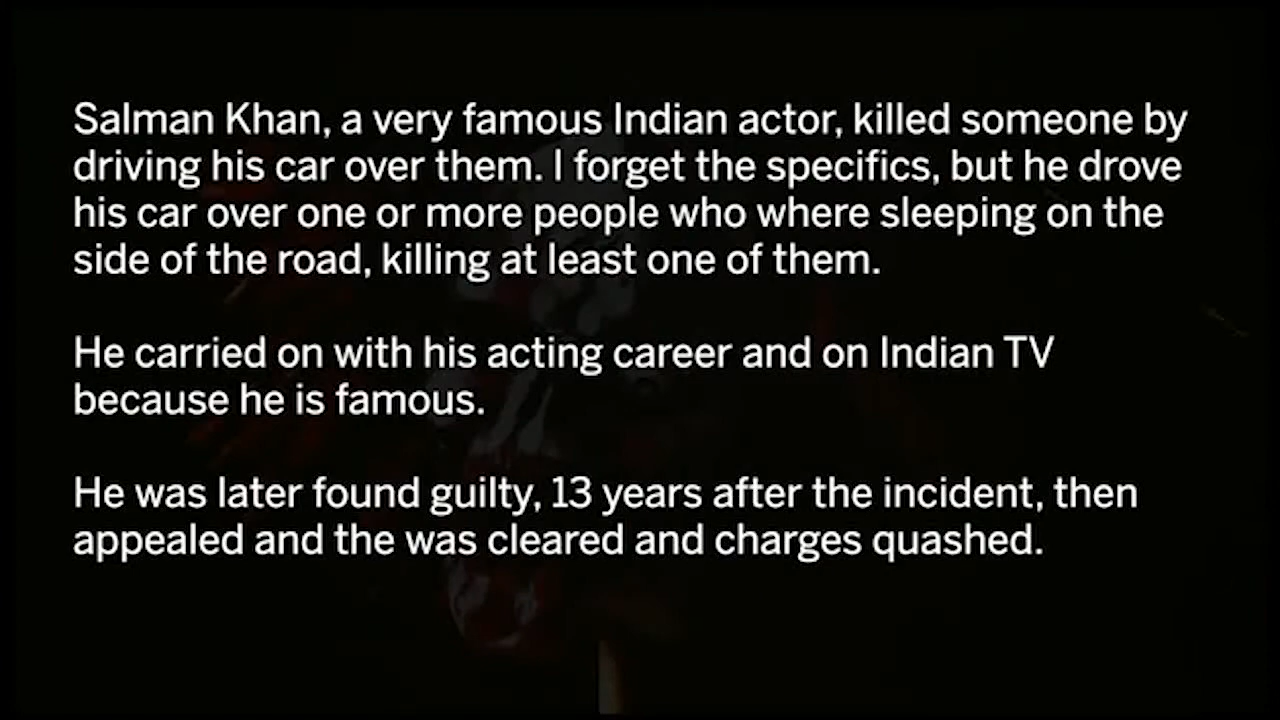 Salman Khan, a very famous Indian actor, killed someone by
driving his car over them. I forget the specifics, but he drove
his car over one or more people who where sleeping on the
side of the road, killing at least one of them.
He carried on with his acting career and on Indian TV
because he is famous.
He was later found guilty, 13 years after the incident, then
appealed and the was cleared and charges quashed.